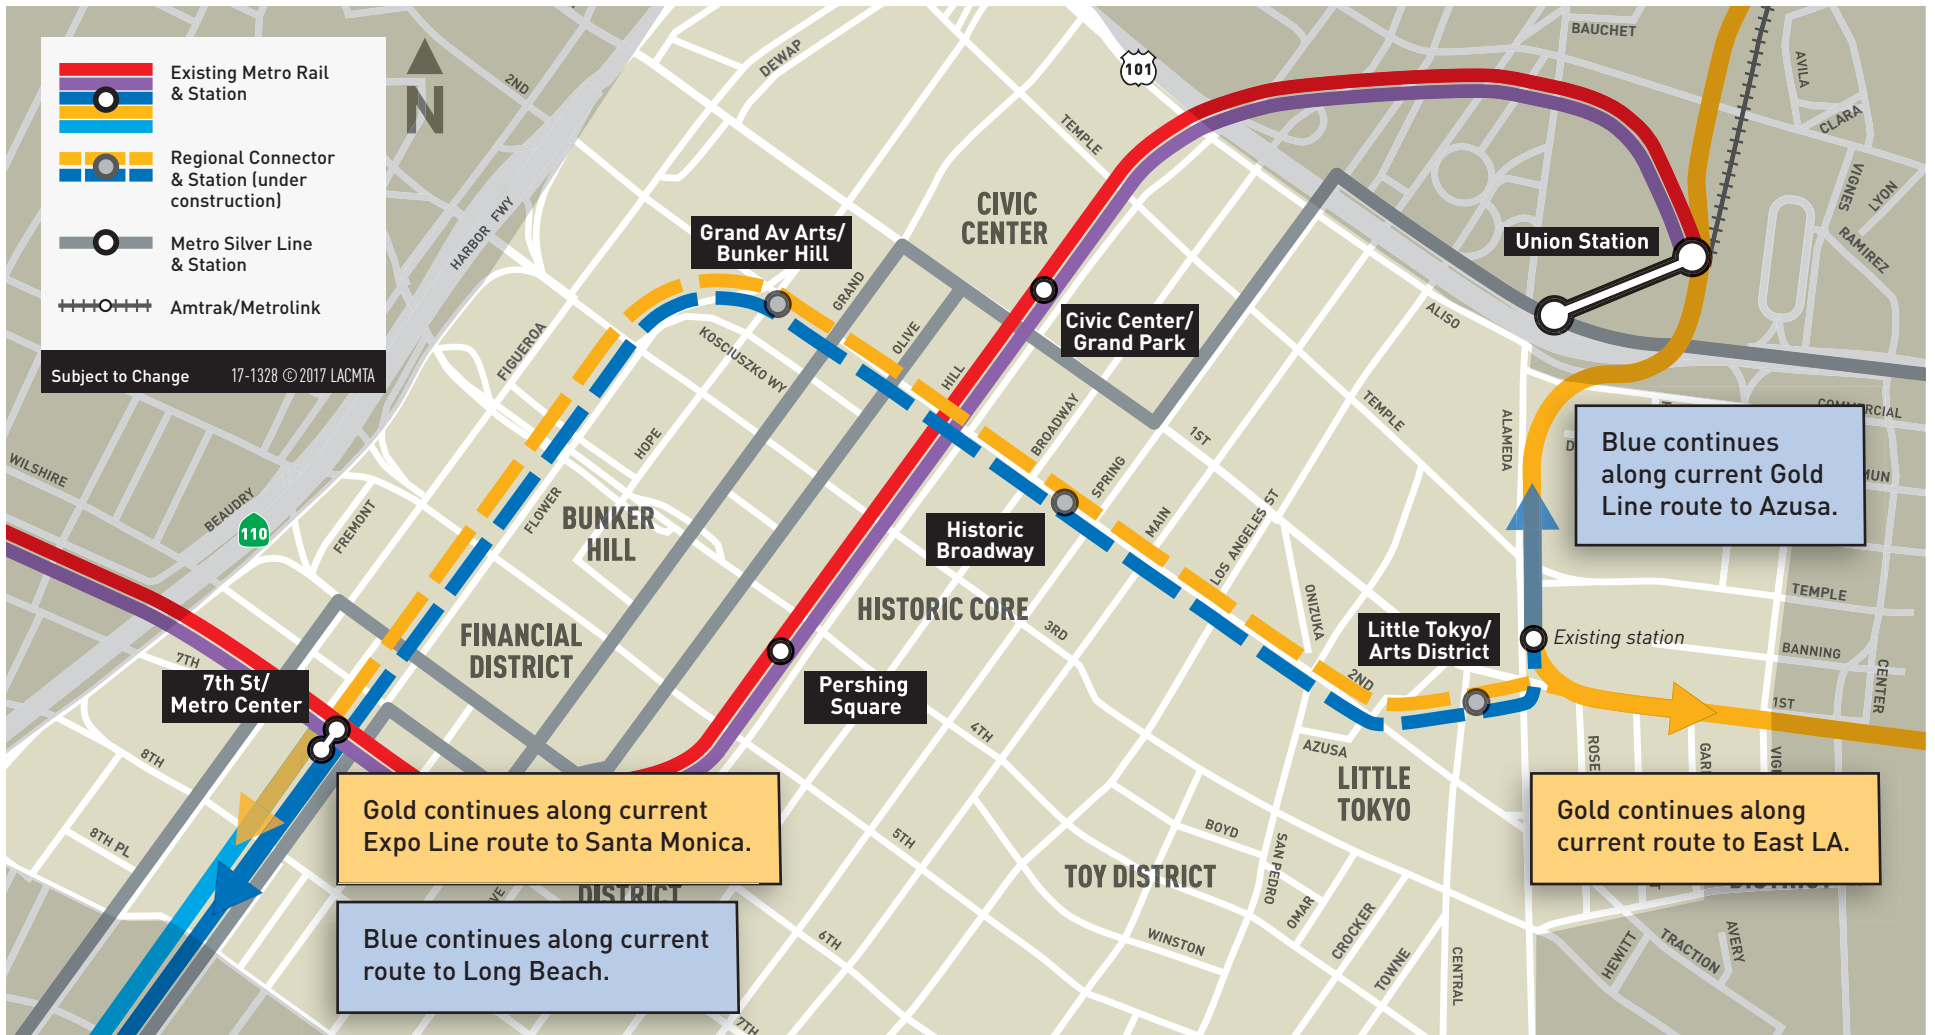 Existing Metro Rail
& Station
Regional Connector
& Station (under
construction)
Metro Silver Line
& Station
Amtrak/Metrolink
Subject to Change
17-1328 © 2017 LACMTA
N
2ND
DEWAP
101
TEMPLE
BAUCHET
AVILA
CLARA
VIGNES
LYON
RAMIREZ
HARBOR FWY
CIVIC
CENTER
Grand Av Arts/
Bunker Hill
Union Station
GRAND
OLIVE
HILL
Civic Center/
Grand Park
ALISO
FIGUEROA
KOSCIUSZKO WY
HOPE
FLOWER
BROADWAY
SPRING
MAIN
LOS ANGELES ST
1ST
TEMPLE
ALAMEDA
COMMERCIAL
D
MUN
Blue continues
along current Gold
Line route to Azusa.
WILSHIRE
BEAUDRY
110
FREMONT
BUNKER
HILL
Historic
Broadway
HISTORIC CORE
3RD
ONIZUKA
TEMPLE
FINANCIAL
DISTRICT
Little Tokyo/
Arts District
Existing station
BANNING
CENTER
7TH
7th St/
Metro Center
Pershing
Square
2ND
1ST
8TH
4TH
AZUSA
LITTLE
TOKYO
ROSE
GAR
VIG
Gold continues along current
Expo Line route to Santa Monica.
Gold continues along
current route to East LA.
8TH PL
5TH
BOYD
SAN PEDRO
TOY DISTRICT
DISTRICT
DISTRICT
VE
T
OMAR
CROCKER
TOWNE
CENTRAL
HEWITT
TRACTION
AVERY
Blue continues along current
route to Long Beach.
6TH
WINSTON
7TH